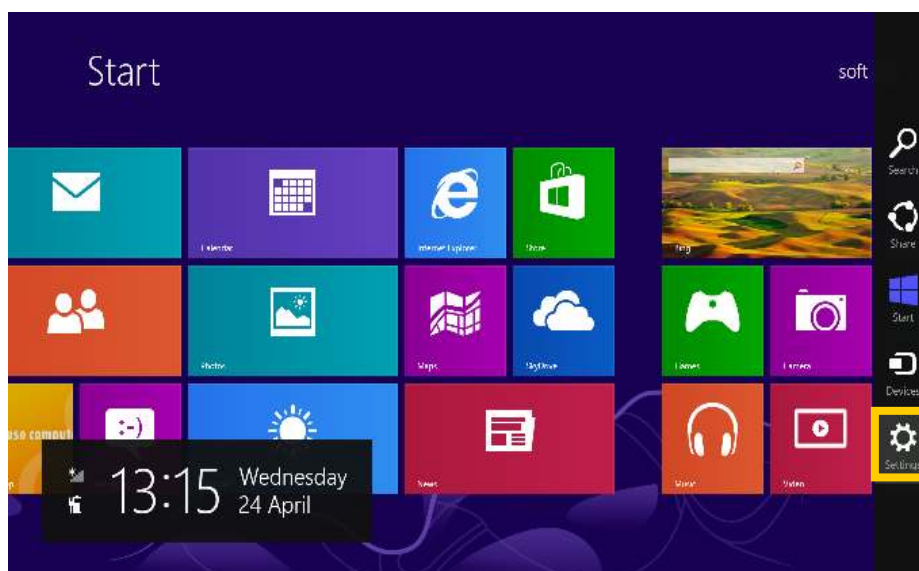 Start
soft
Search
Share
Start
Devices
Settings
Calendar
Internet Explorer
Store
Bing
Photos
Maps
SkyDrive
Games
Camera
:-)
News
Music
Video
13:15
Wednesday
24 April